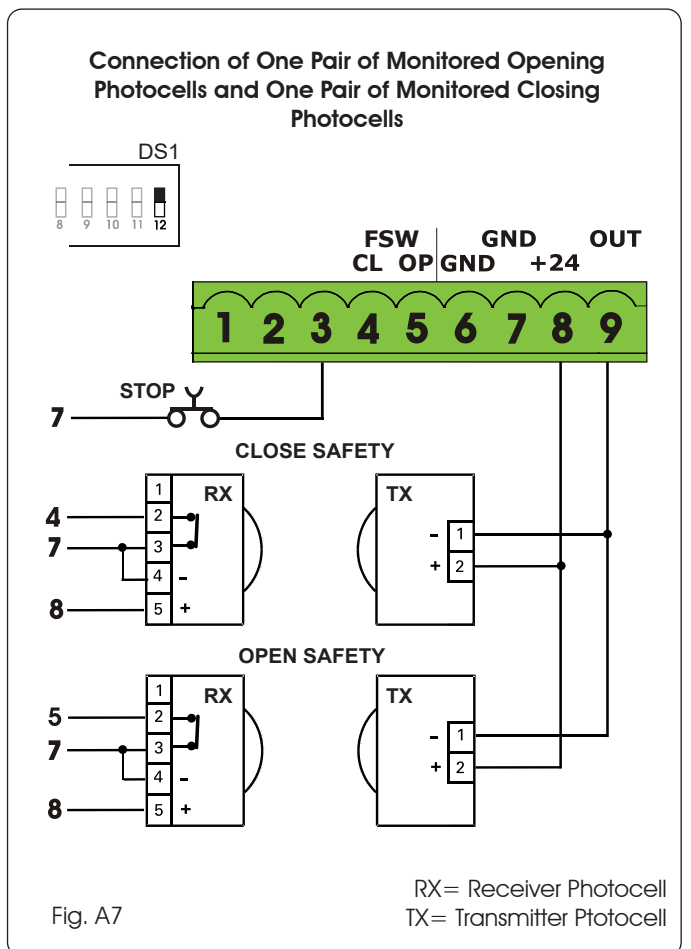 Connection of One Pair of Monitored Opening
Photocells and One Pair of Monitored Closing
Photocells
DS1
8 9 10 11 12
FSW GND OUT
CL OP GND +24
1 2 3 4 5 6 7 8 9
STOP
7
CLOSE SAFETY
1 RX TX
4 2
- 1
7 3
+ 2
4 -
8 5 +
OPEN SAFETY
1 RX TX
5 2
- 1
7 3
+ 2
4 -
8 5 +
RX= Receiver Photocell
Fig. A7 TX= Transmitter Ptotocell